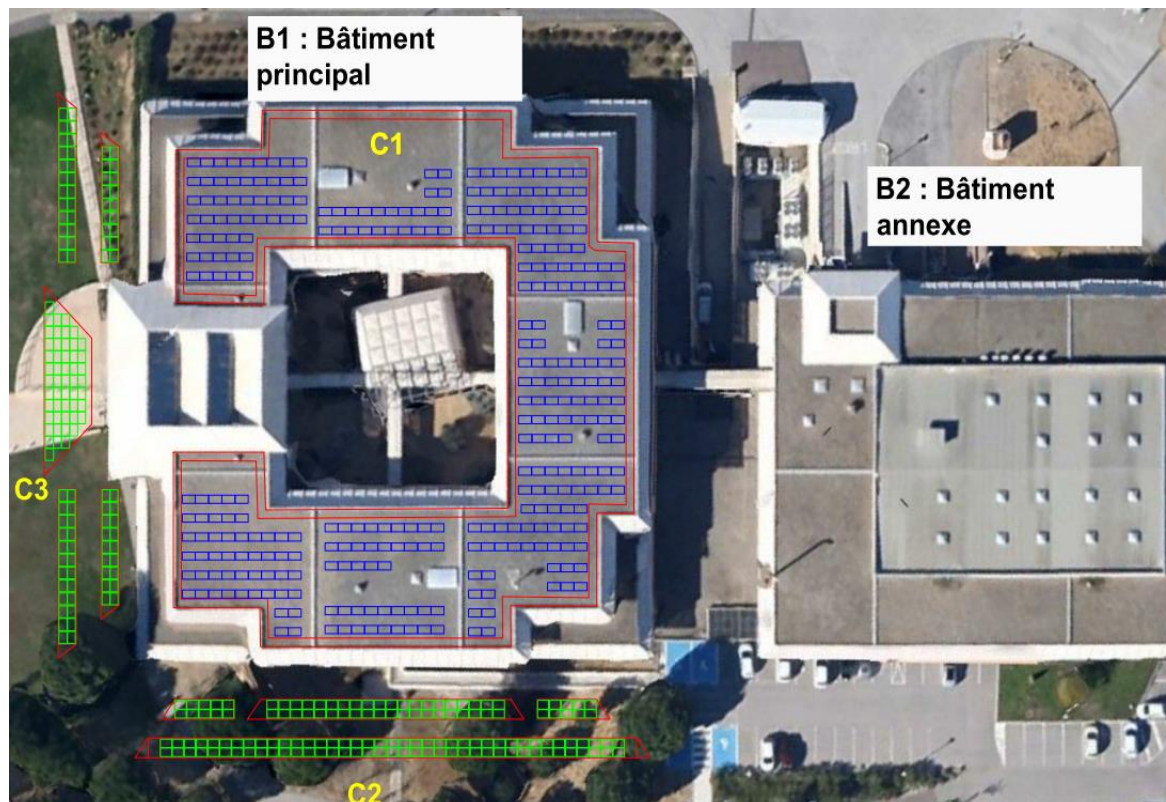 B1 : Bâtiment
principal
C1
B2 : Bâtiment
annexe
C3
C2